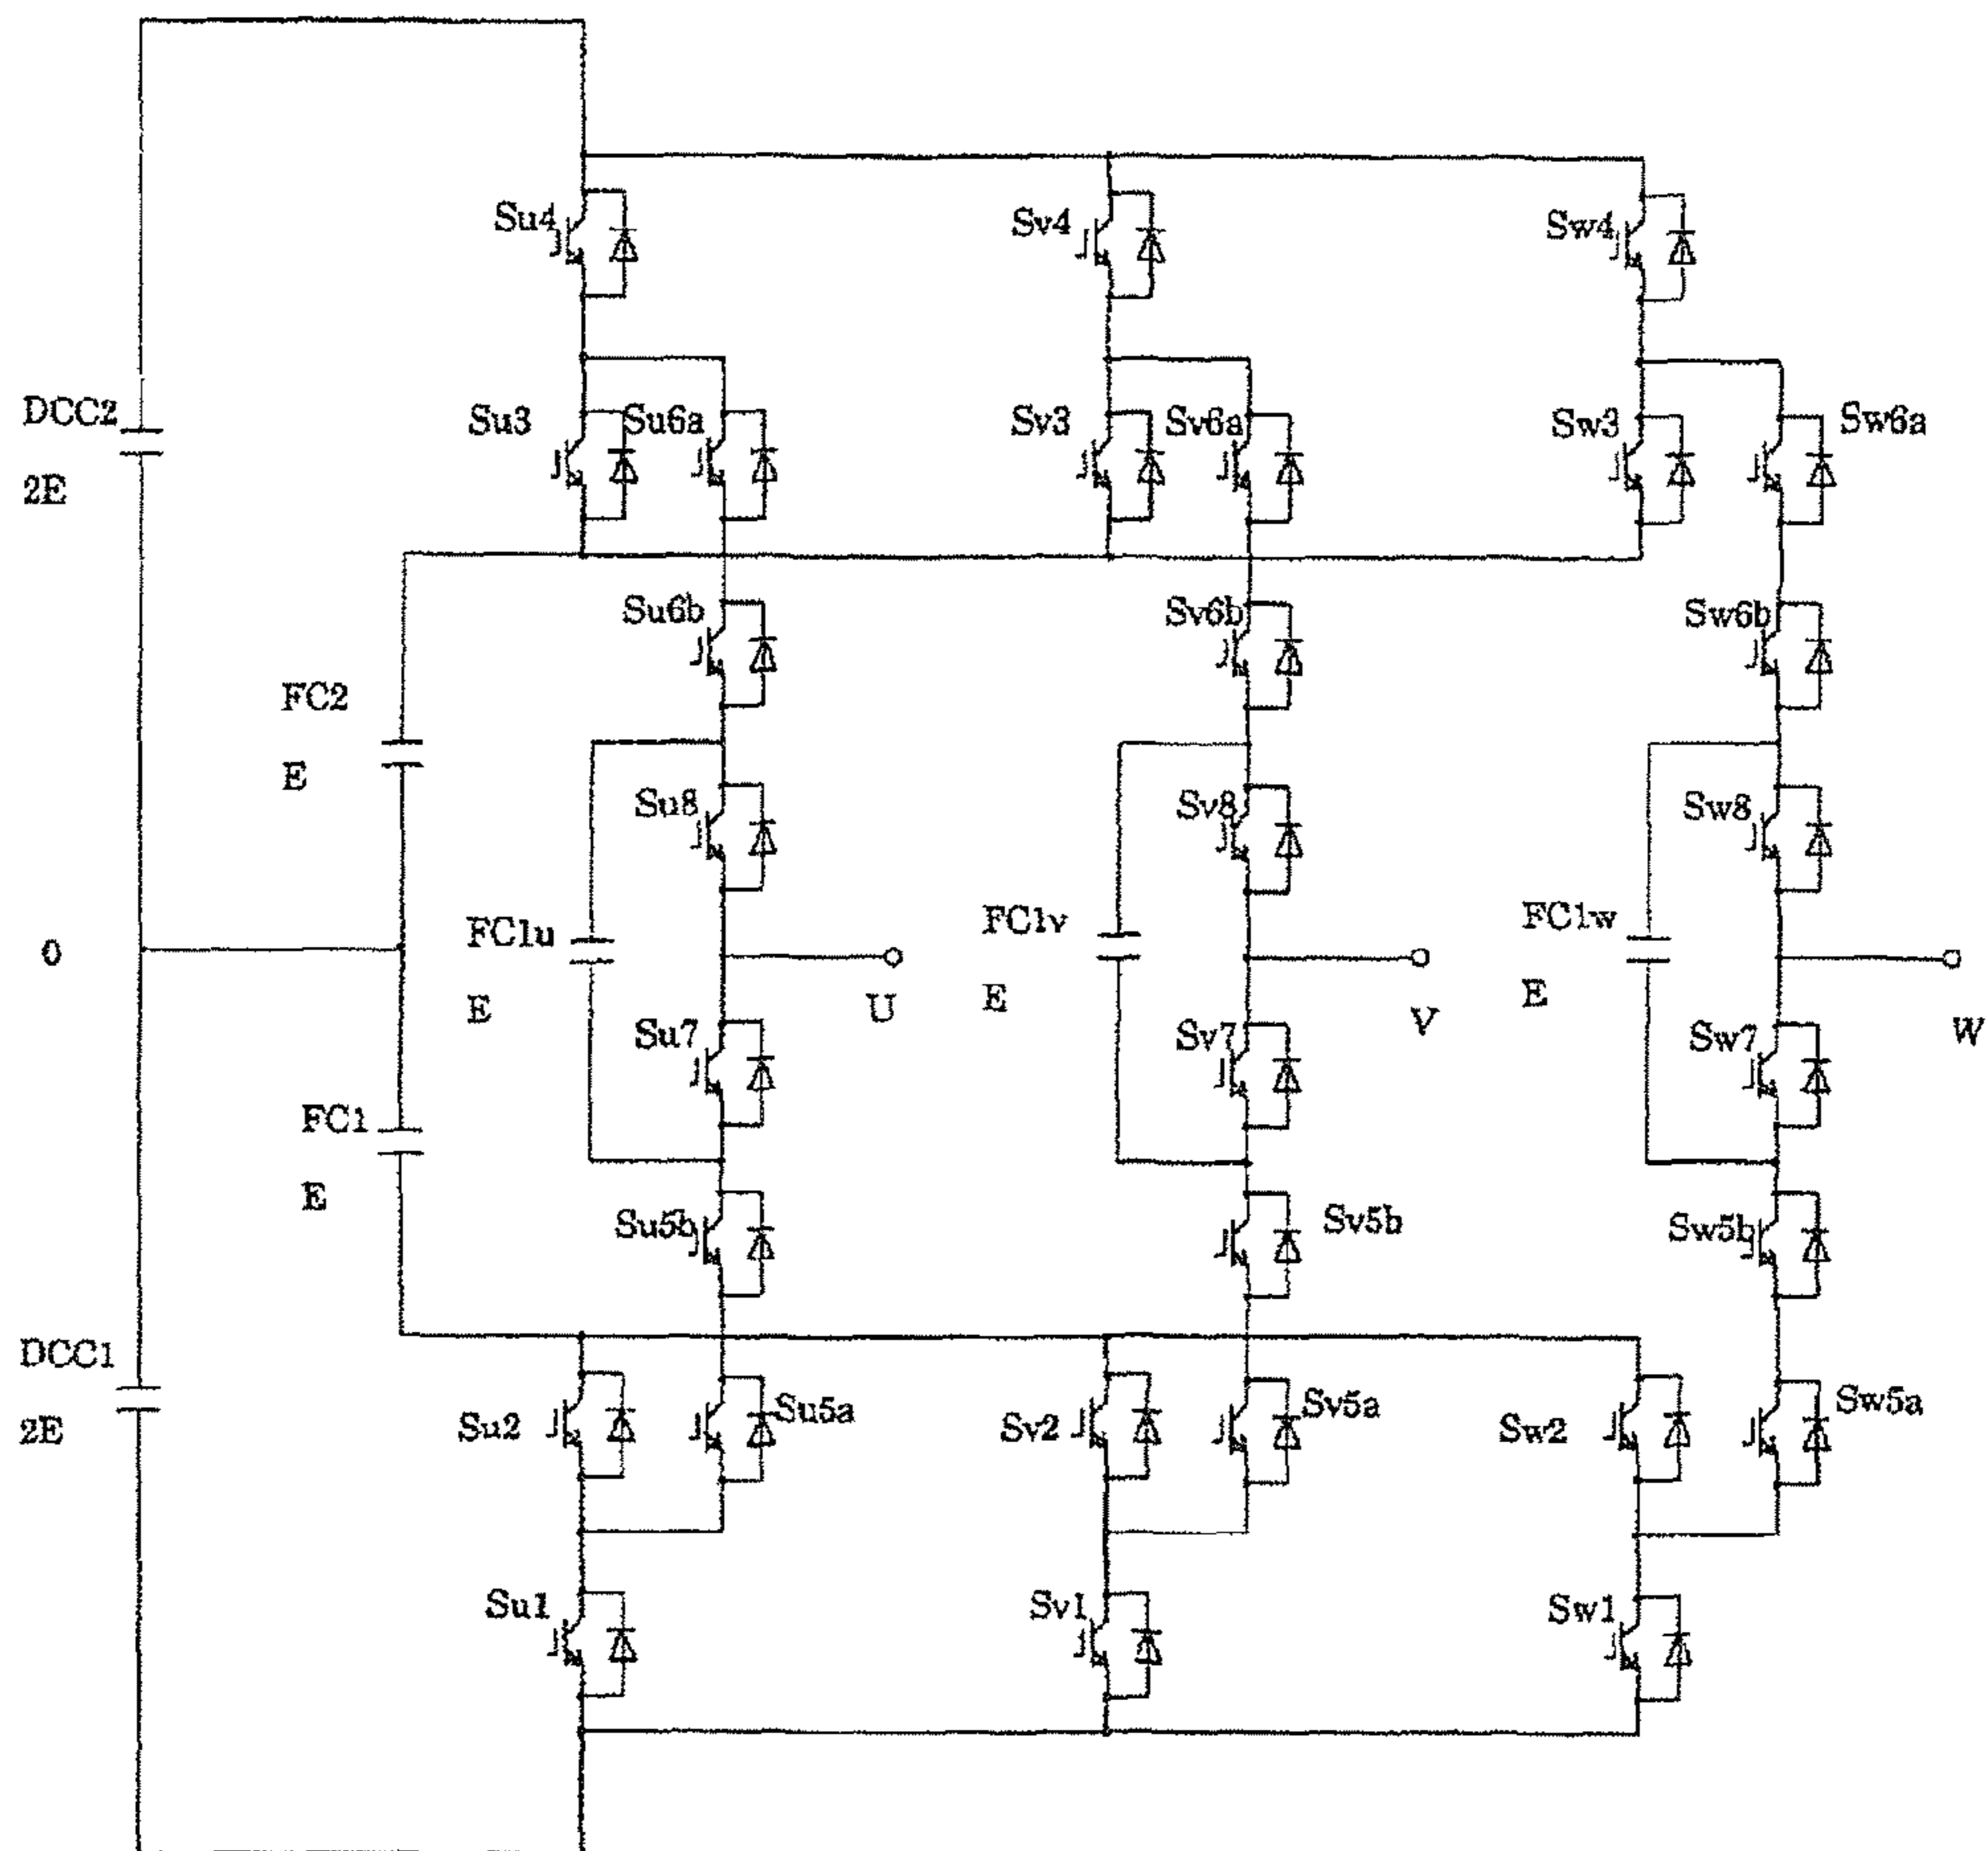 Su4
Sv4
Sw4
DCC2
2E
Su3
Su6a
Sv3
Sv6a
Sw3
Sw6a
Su6b
Sv6b
Sw6b
FC2
E
Su8
Sv8
Sw8
0
FC1u
E
U
FC1v
E
V
FC1w
E
W
Su7
Sv7
Sw7
FC1
E
Su5b
Sv5b
Sw5b
DCC1
2E
Su2
Su5a
Sv2
Sv5a
Sw2
Sw5a
Su1
Sv1
Sw1